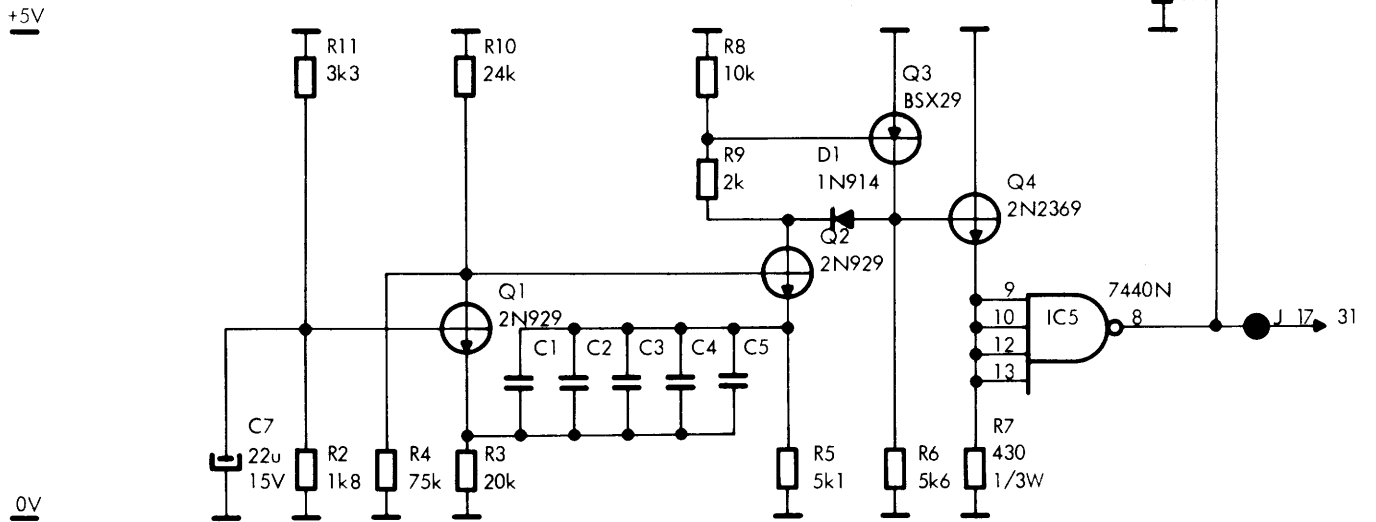 +5V
R11
3k3
R10
24k
R8
10k
Q3
BSX29
R9
2k
D1
1N914
Q4
2N2369
Q2
2N929
Q1
2N929
9
10
12
13
IC5
7440N
8
J 17 31
C1 C2 C3 C4 C5
C7
22u
15V
R2
1k8
R4
75k
R3
20k
R5
5k1
R6
5k6
R7
430
1/3W
0V